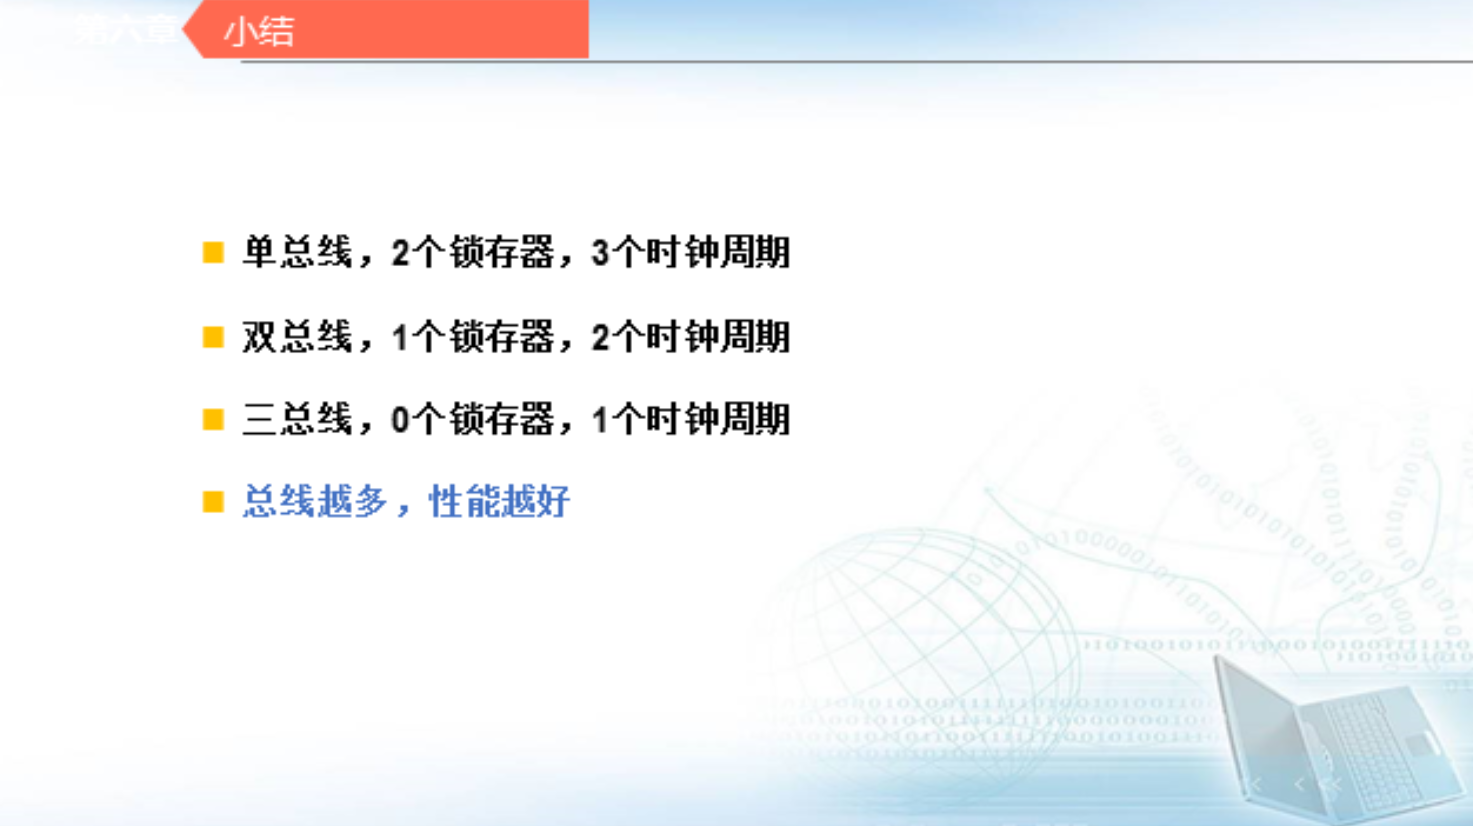 第六章
小结
单总线，2个锁存器，3个时钟周期
双总线，1个锁存器，2个时钟周期
三总线，0个锁存器，1个时钟周期
总线越多，性能越好